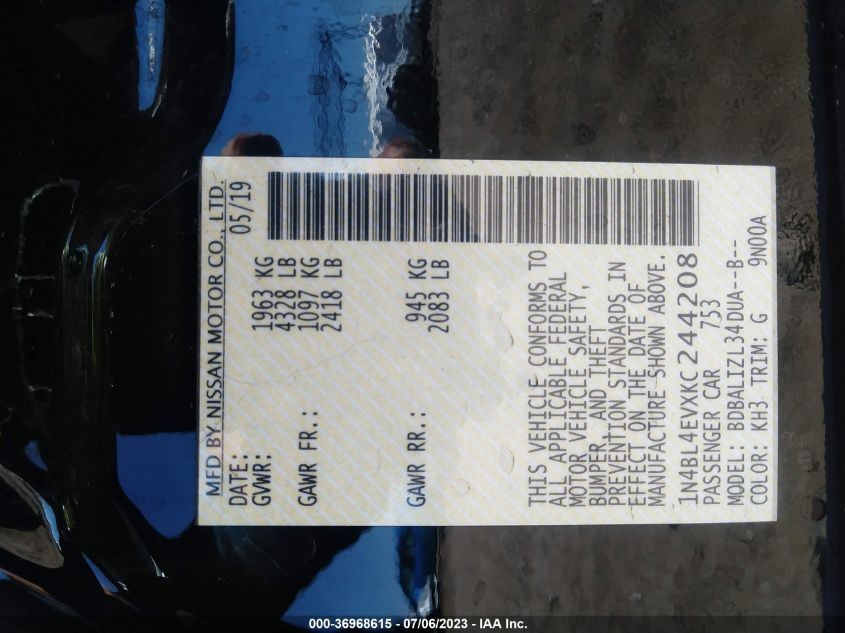 MFD BY NISSAN MOTOR CO., LTD.
DATE: 05/19
GVWR: 1963 KG
4328 LB
GAWR FR.: 1097 KG
2418 LB
GAWR RR.: 945 KG
2083 LB
THIS VEHICLE CONFORMS TO
ALL APPLICABLE FEDERAL
MOTOR VEHICLE SAFETY,
BUMPER, AND THEFT
PREVENTION STANDARDS IN
EFFECT ON THE DATE OF
MANUFACTURE SHOWN ABOVE.
1N4BL4EVXKC244208
PASSENGER CAR 753
MODEL: BDBALIZL34DUA--B--
COLOR: KH3 TRIM: G 9N00A
000-36968615 - 07/06/2023 - IAA Inc.